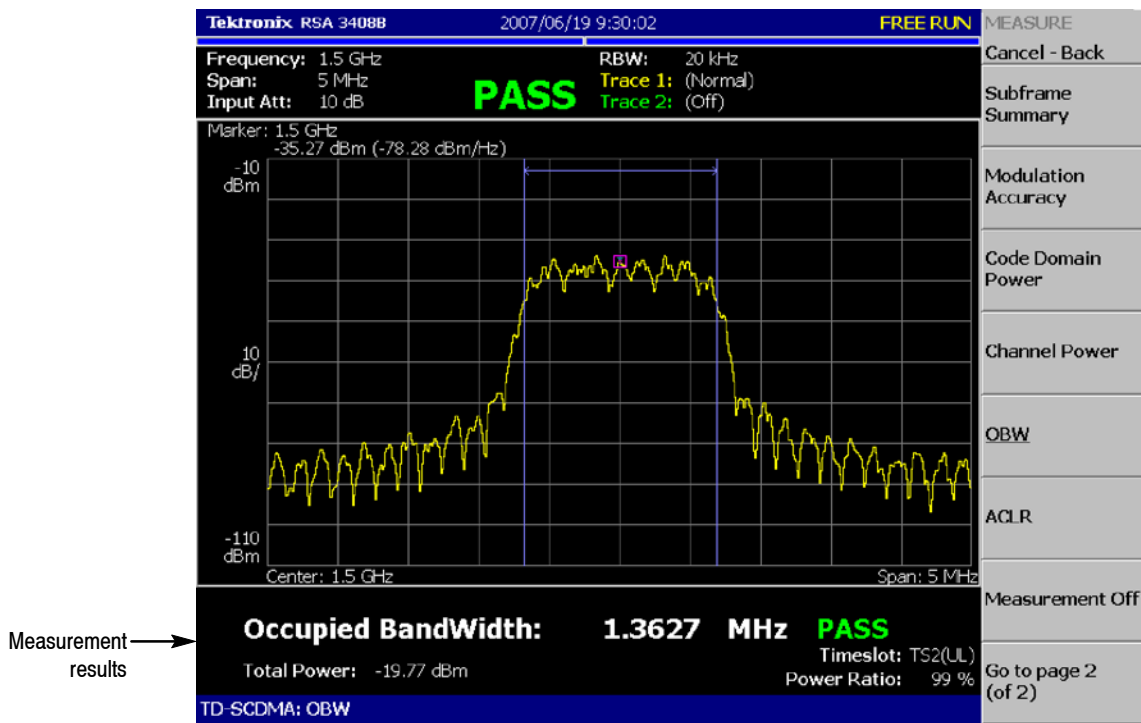 Tektronix RSA 3408B 2007/06/19 9:30:02 FREE RUN
Frequency: 1.5 GHz
Span: 5 MHz
Input Att: 10 dB
PASS
RBW: 20 kHz
Trace 1: (Normal)
Trace 2: (Off)
Marker: 1.5 GHz
-35.27 dBm (-78.28 dBm/Hz)
-10
dBm
10
dB/
-110
dBm
Center: 1.5 GHz Span: 5 MHz
Measurement
results
Occupied BandWidth: 1.3627 MHz PASS
Timeslot: TS2(UL)
Total Power: -19.77 dBm
Power Ratio: 99 %
TD-SCDMA: OBW
MEASURE
Cancel - Back
Subframe
Summary
Modulation
Accuracy
Code Domain
Power
Channel Power
OBW
ACLR
Measurement Off
Go to page 2
(of 2)